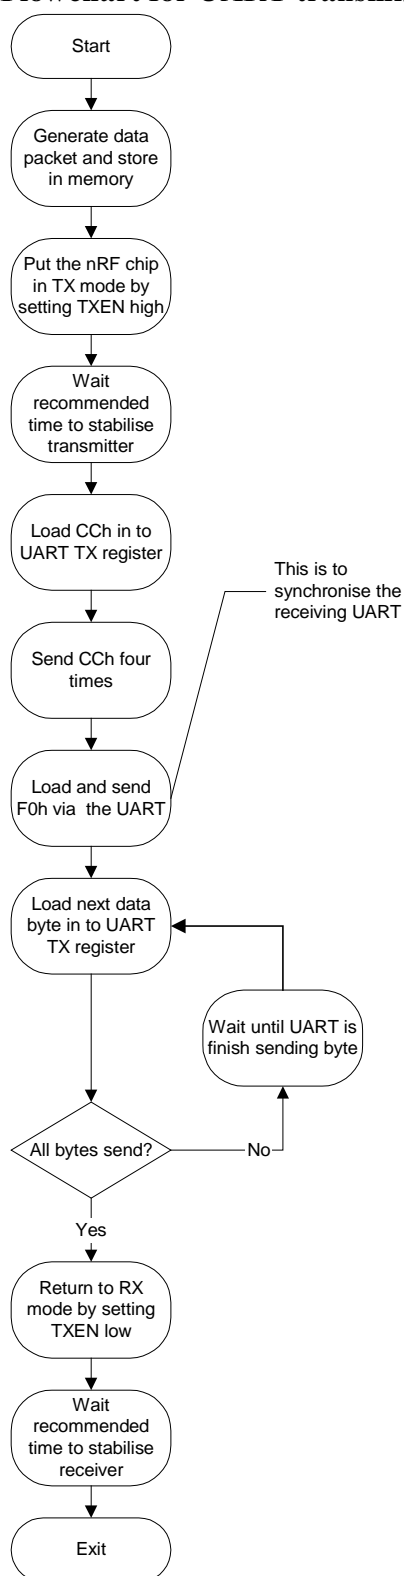 Start
Generate data
packet and store
in memory
Put the nRF chip
in TX mode by
setting TXEN high
Wait
recommended
time to stabilise
transmitter
Load CCh in to
UART TX register
This is to
synchronise the
receiving UART
Send CCh four
times
Load and send
F0h via the UART
Load next data
byte in to UART
TX register
Wait until UART is
finish sending byte
All bytes send?
No
Yes
Return to RX
mode by setting
TXEN low
Wait
recommended
time to stabilise
receiver
Exit